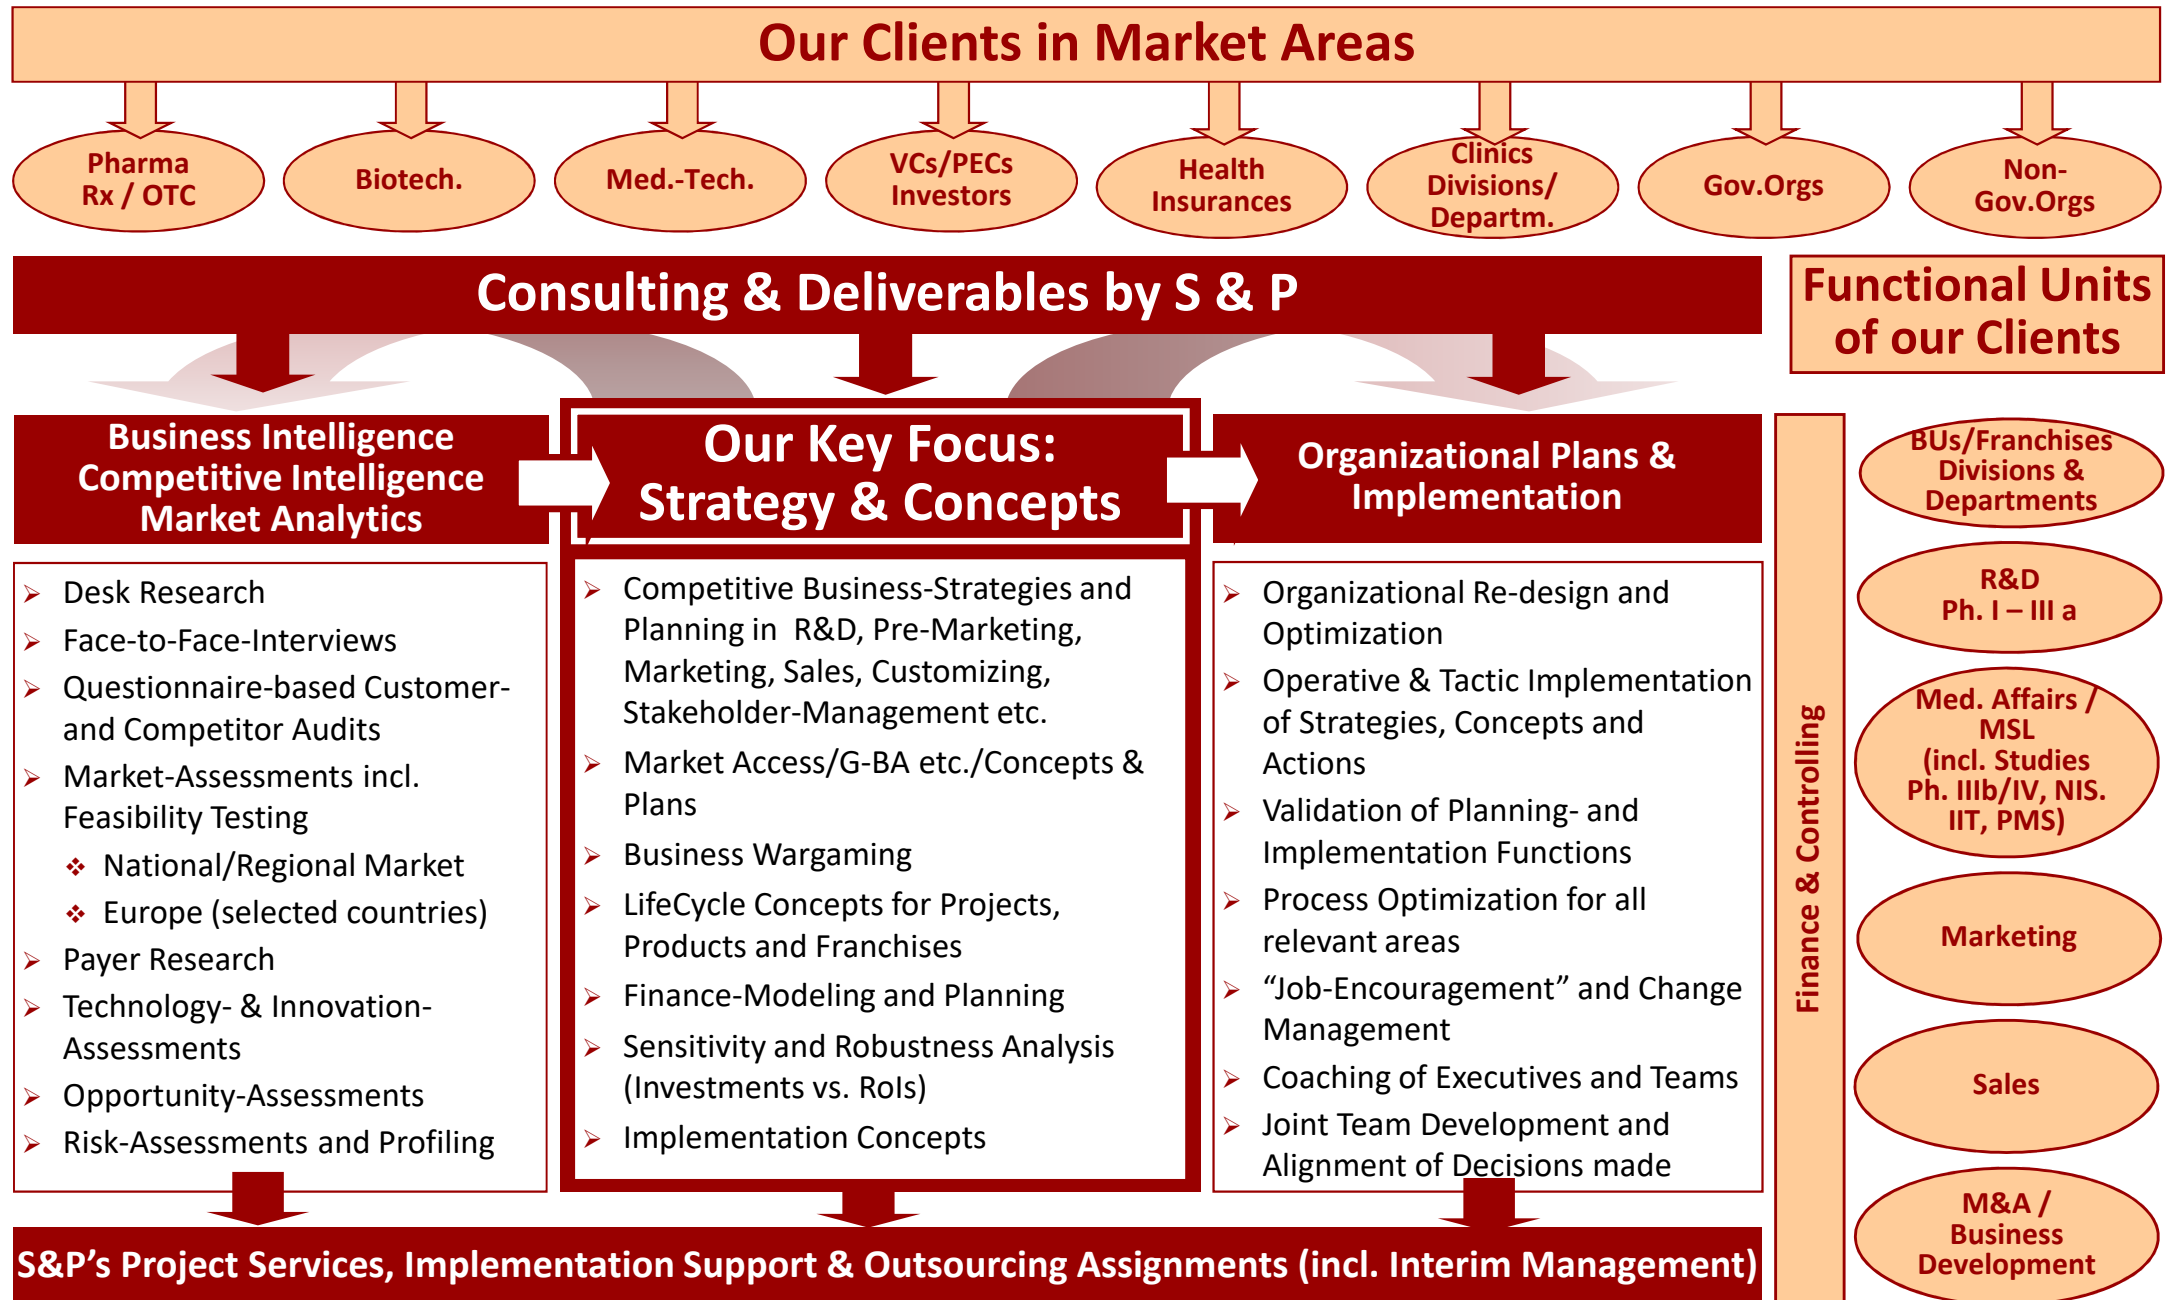 Our Clients in Market Areas
Pharma
Rx / OTC
Biotech.
Med.-Tech.
VCs/PECs
Investors
Health
Insurances
Clinics
Divisions/
Departm.
Gov.Orgs
Non-
Gov.Orgs
Consulting & Deliverables by S & P
Functional Units
of our Clients
Business Intelligence
Competitive Intelligence
Market Analytics
Our Key Focus:
Strategy & Concepts
Organizational Plans &
Implementation
Desk Research
Face-to-Face-Interviews
Questionnaire-based Customer-
and Competitor Audits
Market-Assessments incl.
Feasibility Testing
National/Regional Market
Europe (selected countries)
Payer Research
Technology- & Innovation-
Assessments
Opportunity-Assessments
Risk-Assessments and Profiling
Competitive Business-Strategies and
Planning in R&D, Pre-Marketing,
Marketing, Sales, Customizing,
Stakeholder-Management etc.
Market Access/G-BA etc./Concepts &
Plans
Business Wargaming
LifeCycle Concepts for Projects,
Products and Franchises
Finance-Modeling and Planning
Sensitivity and Robustness Analysis
(Investments vs. RoIs)
Implementation Concepts
Organizational Re-design and
Optimization
Operative & Tactic Implementation
of Strategies, Concepts and
Actions
Validation of Planning- and
Implementation Functions
Process Optimization for all
relevant areas
“Job-Encouragement” and Change
Management
Coaching of Executives and Teams
Joint Team Development and
Alignment of Decisions made
Finance & Controlling
BUs/Franchises
Divisions &
Departments
R&D
Ph. I – III a
Med. Affairs /
MSL
(incl. Studies
Ph. IIIb/IV, NIS.
IIT, PMS)
Marketing
Sales
M&A /
Business
Development
S&P’s Project Services, Implementation Support & Outsourcing Assignments (incl. Interim Management)